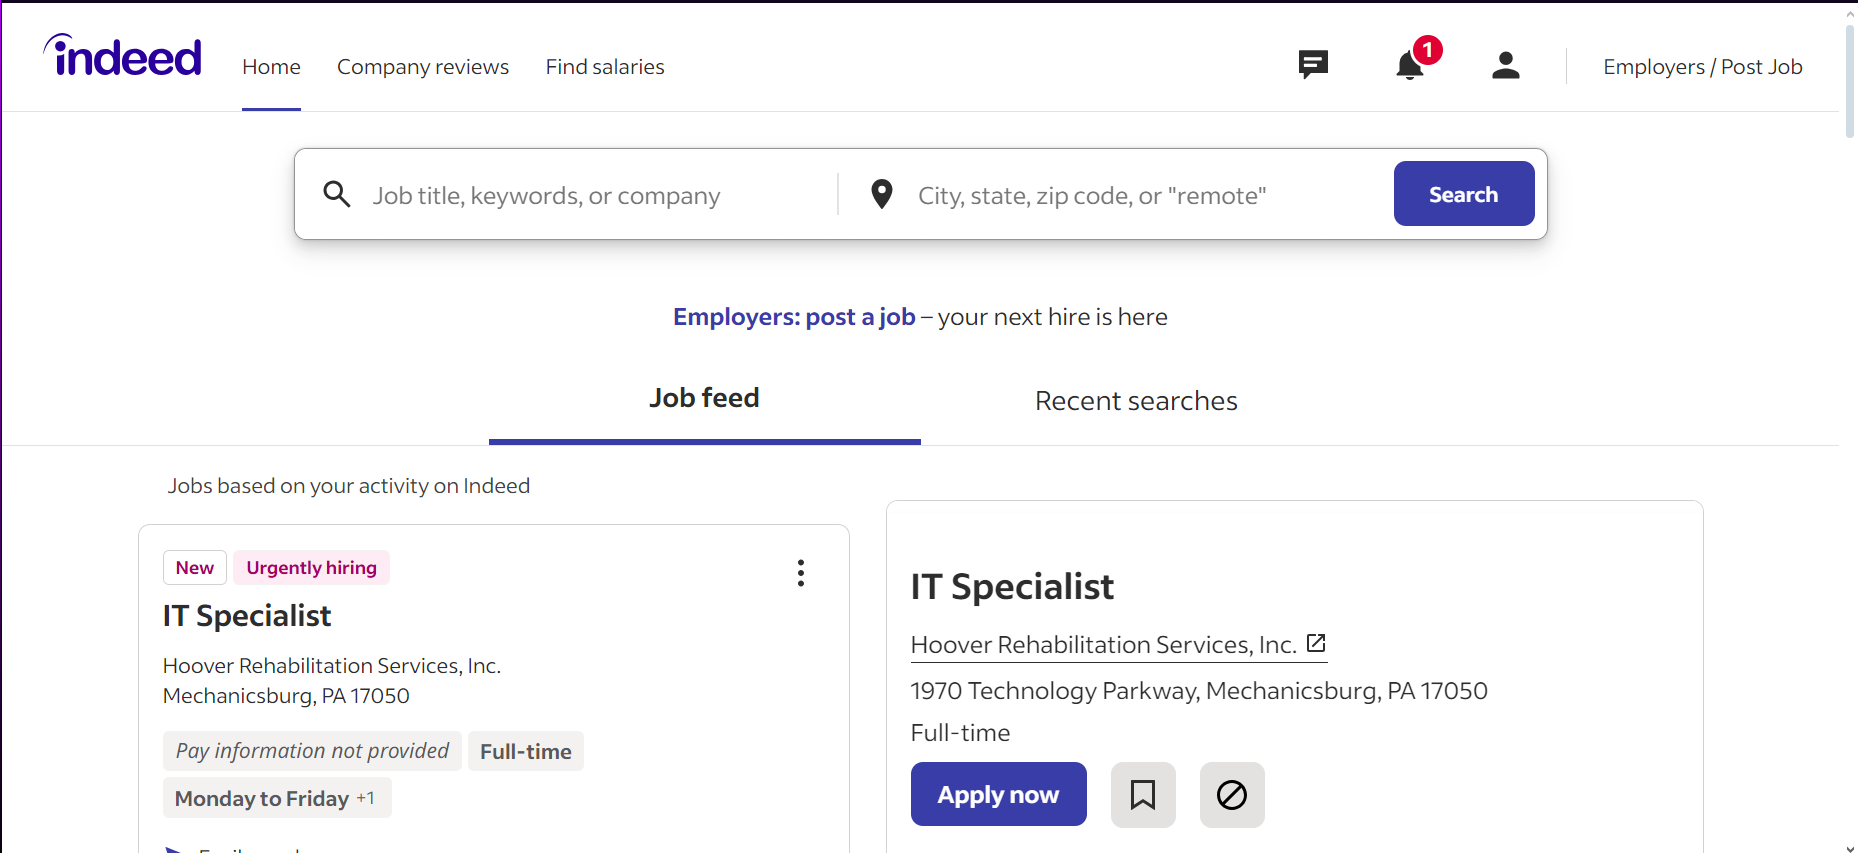 indeed
Home
Company reviews
Find salaries
1
Employers / Post Job
Job title, keywords, or company
City, state, zip code, or "remote"
Search
Employers: post a job – your next hire is here
Job feed
Recent searches
Jobs based on your activity on Indeed
New
Urgently hiring
IT Specialist
Hoover Rehabilitation Services, Inc.
Mechanicsburg, PA 17050
Pay information not provided
Full-time
Monday to Friday +1
IT Specialist
Hoover Rehabilitation Services, Inc.
1970 Technology Parkway, Mechanicsburg, PA 17050
Full-time
Apply now